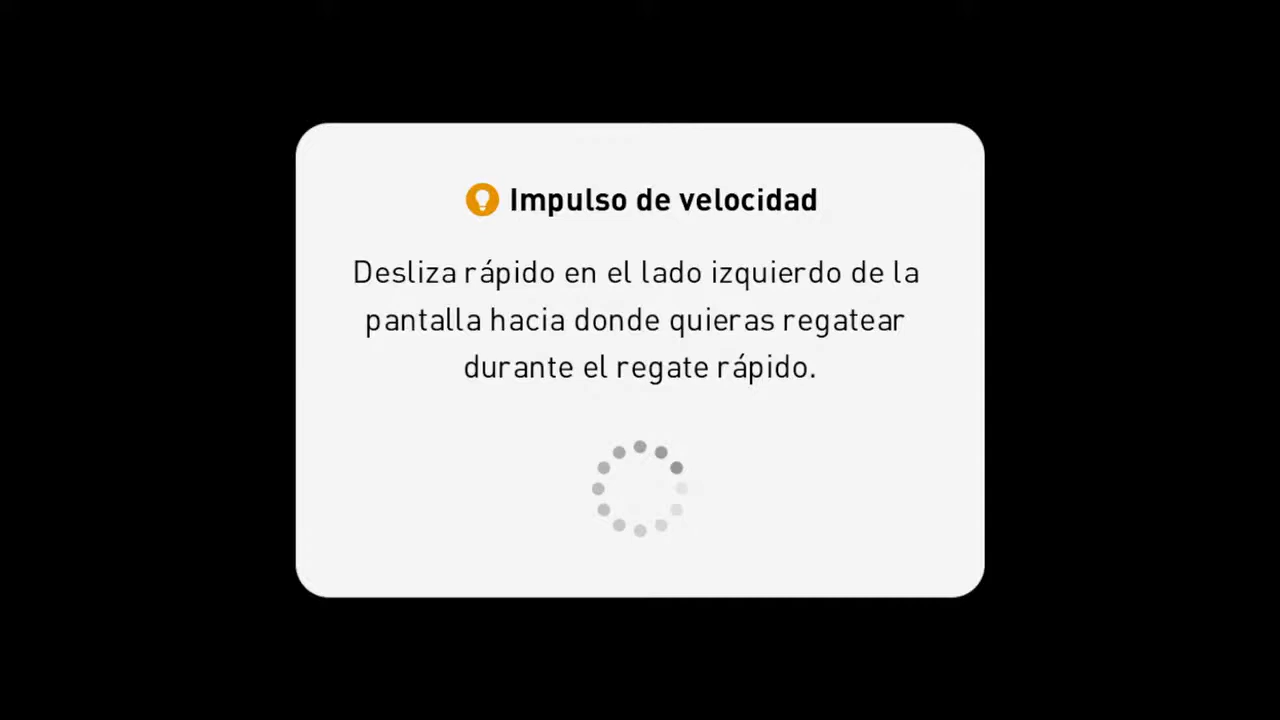 Impulso de velocidad
Desliza rápido en el lado izquierdo de la
pantalla hacia donde quieras regatear
durante el regate rápido.